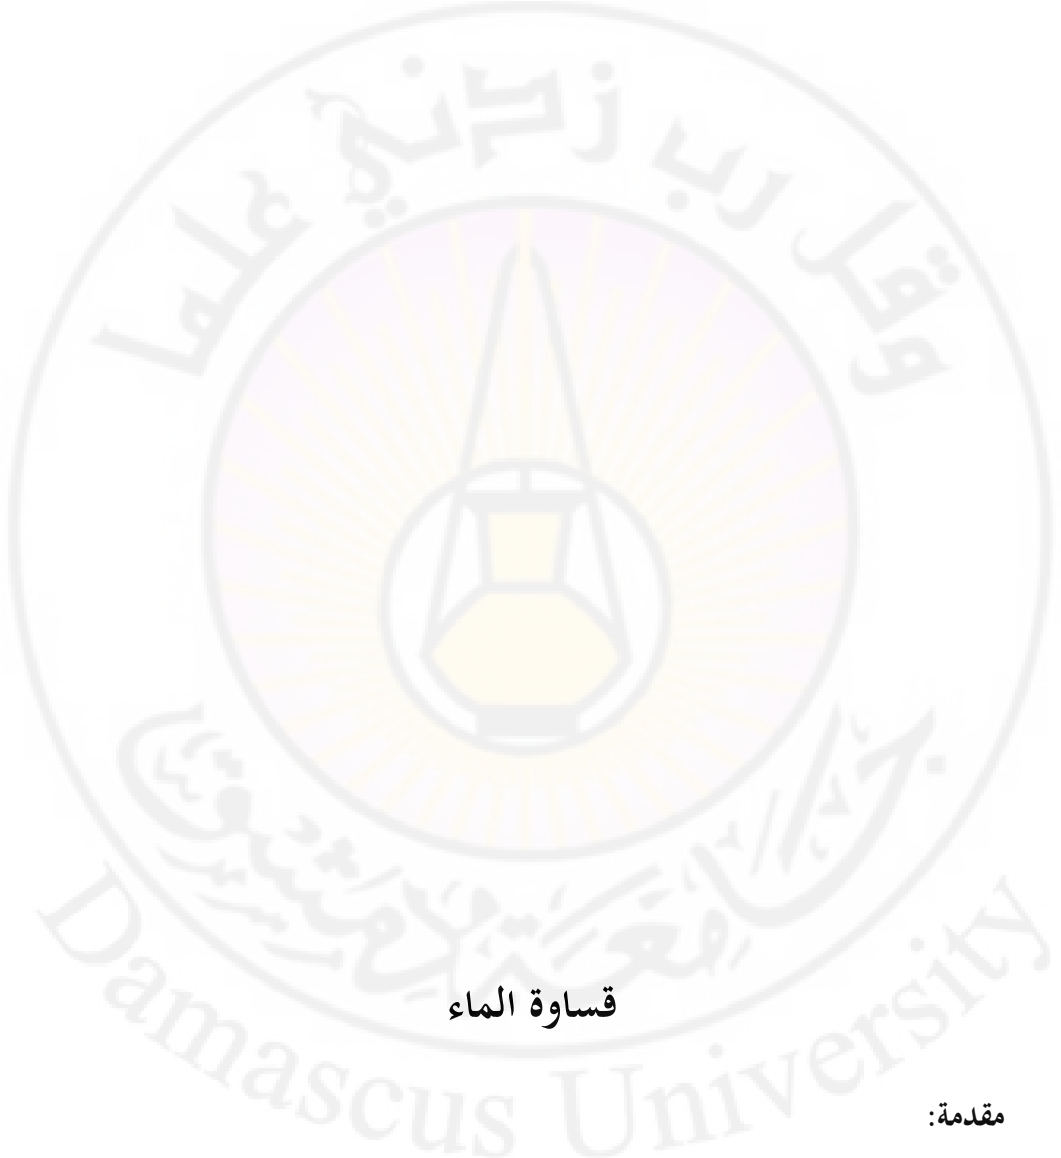 وقل رب زدني علما
جامعة دمشق
قساوة الماء
Damascus University
مقدمة: